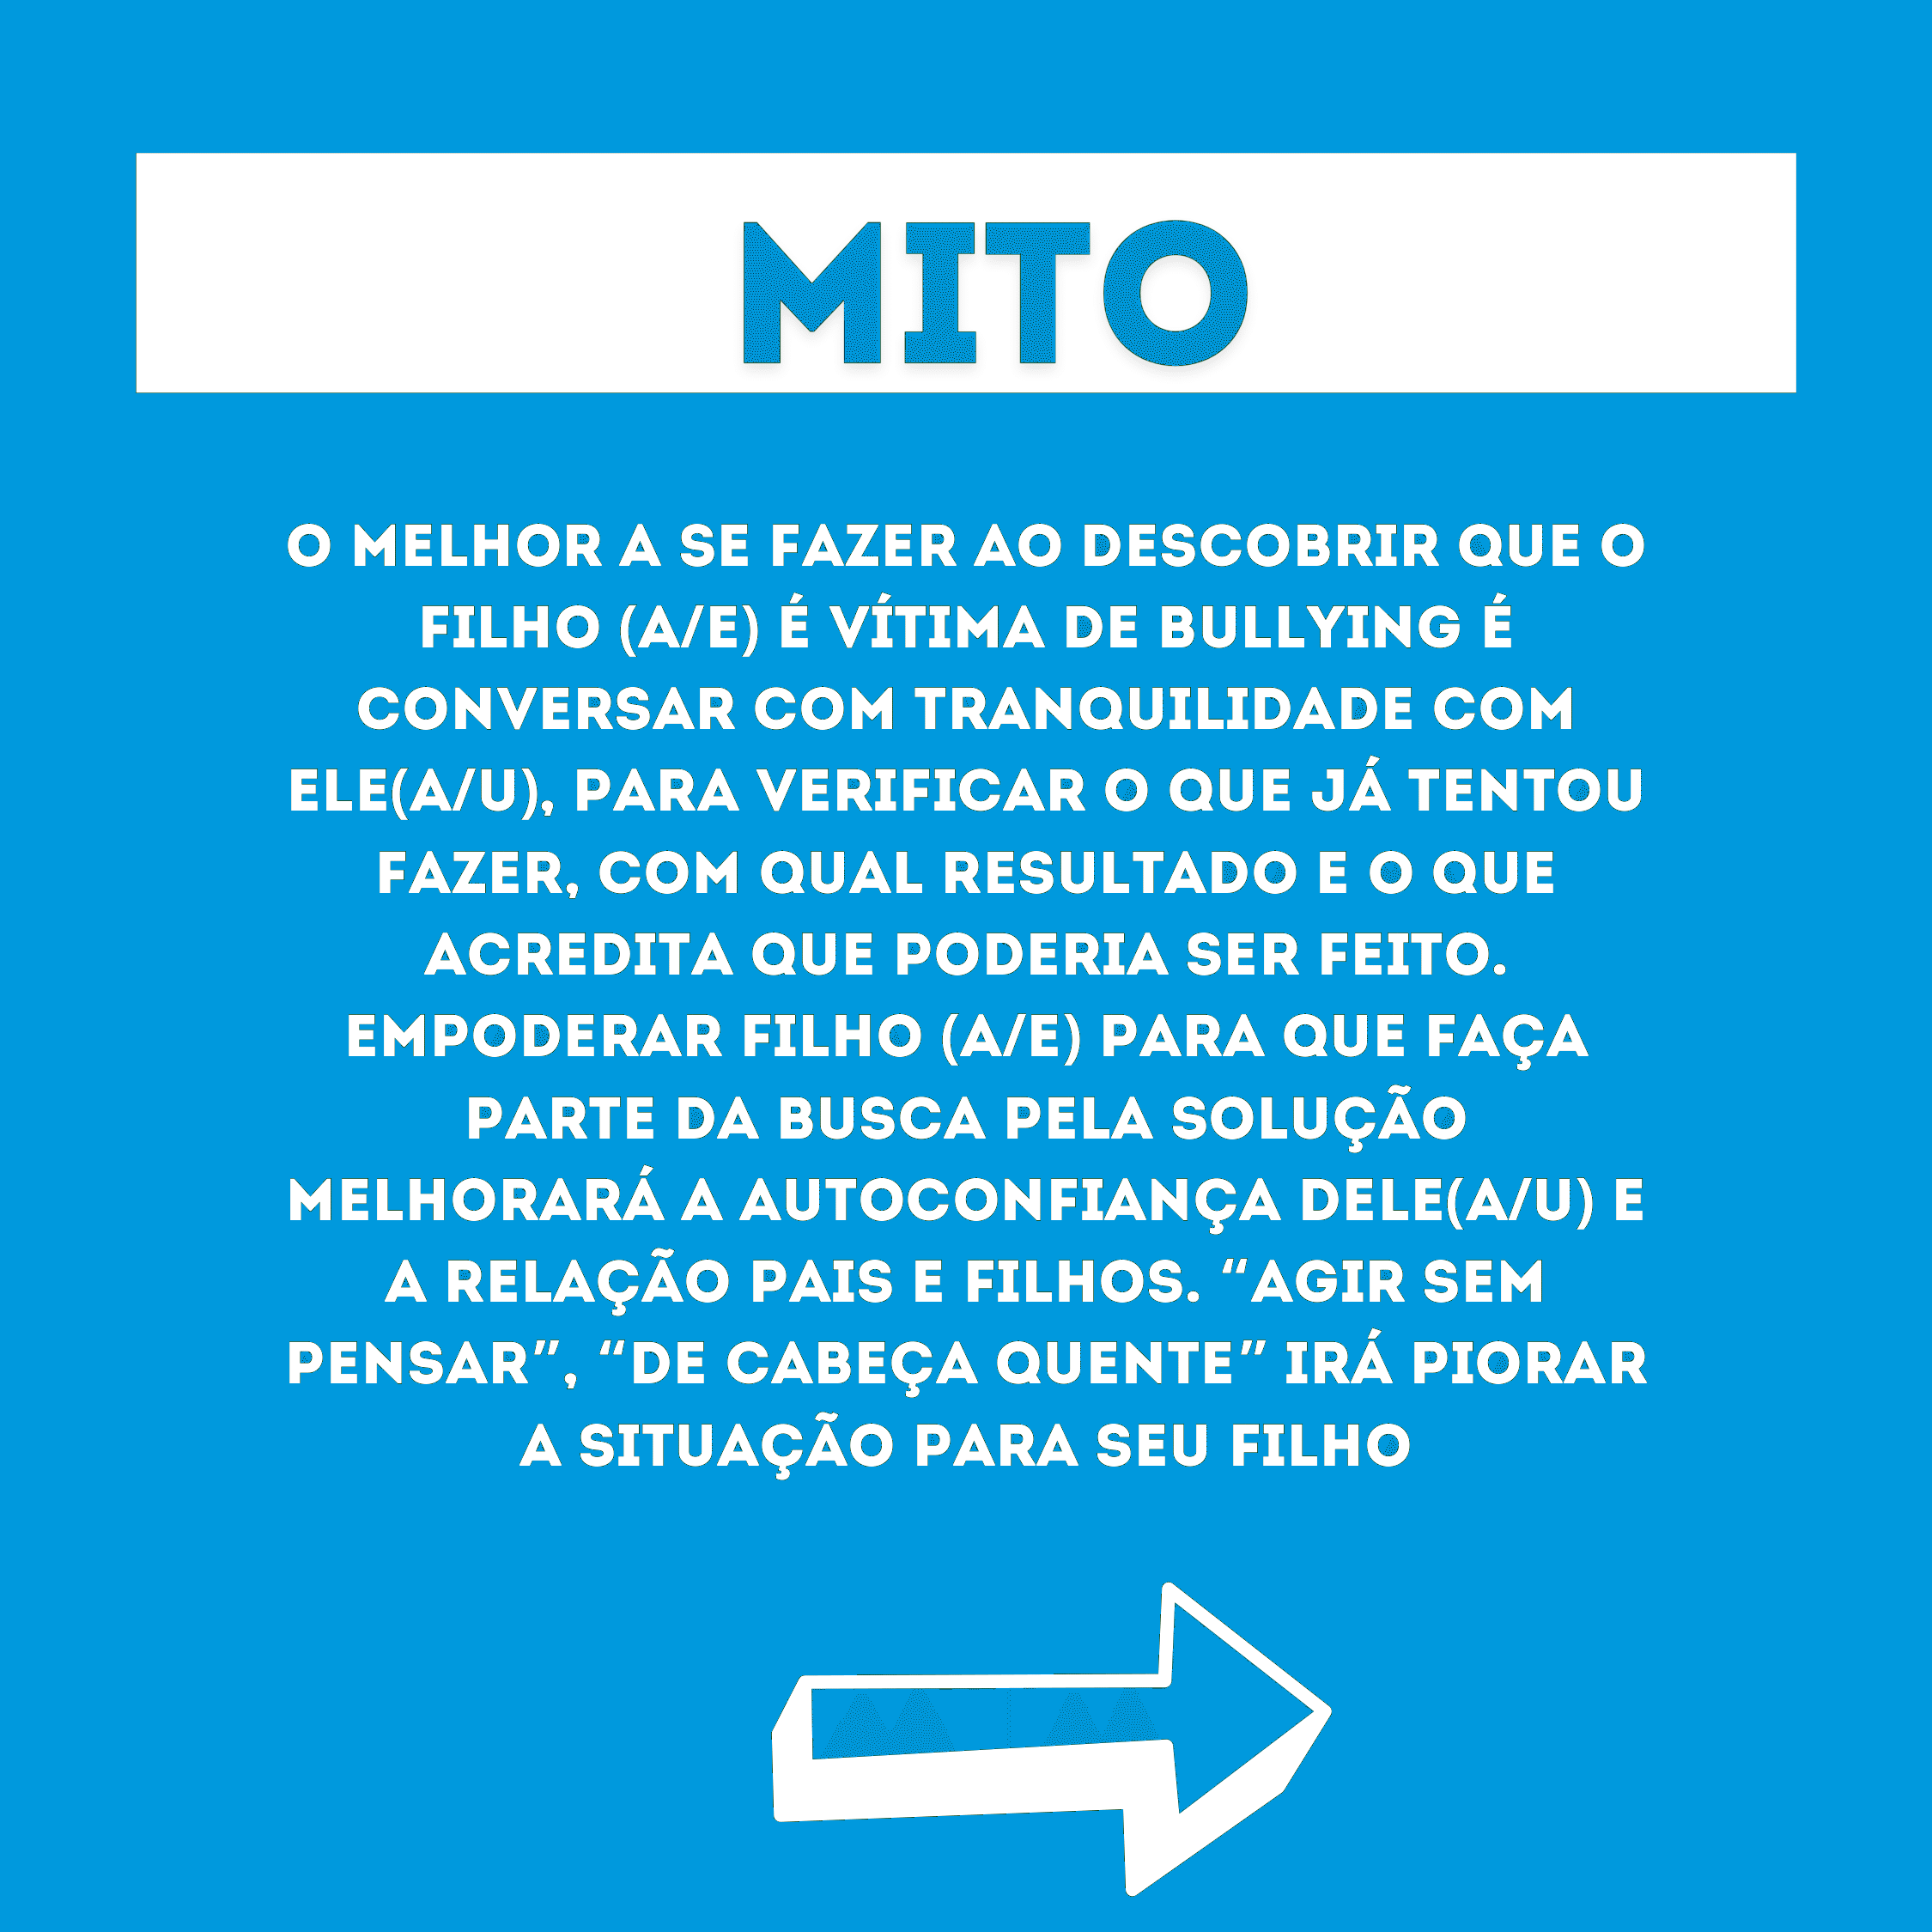 MITO
O MELHOR A SE FAZER AO DESCOBRIR QUE O
FILHO (A/E) É VÍTIMA DE BULLYING É
CONVERSAR COM TRANQUILIDADE COM
ELE(A/U), PARA VERIFICAR O QUE JÁ TENTOU
FAZER, COM QUAL RESULTADO E O QUE
ACREDITA QUE PODERIA SER FEITO.
EMPODERAR FILHO (A/E) PARA QUE FAÇA
PARTE DA BUSCA PELA SOLUÇÃO
MELHORARÁ A AUTOCONFIANÇA DELE(A/U) E
A RELAÇÃO PAIS E FILHOS. “AGIR SEM
PENSAR”, “DE CABEÇA QUENTE” IRÁ PIORAR
A SITUAÇÃO PARA SEU FILHO